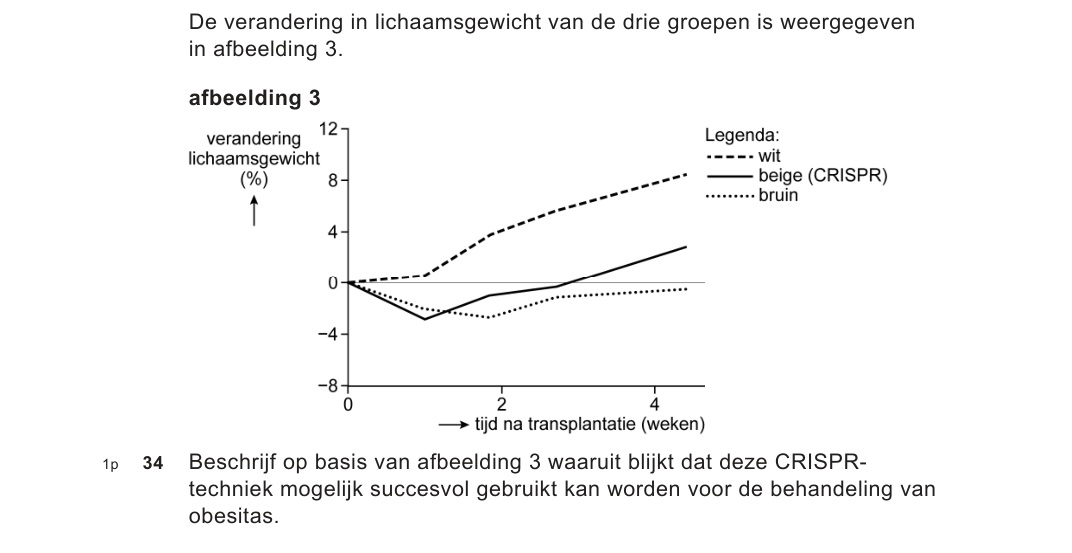 De verandering in lichaamsgewicht van de drie groepen is weergegeven
in afbeelding 3.
afbeelding 3
verandering
lichaamsgewicht
(%)
12
8
4
0
−4
−8
0
2
4
tijd na transplantatie (weken)
Legenda:
wit
beige (CRISPR)
bruin
1p 34 Beschrijf op basis van afbeelding 3 waaruit blijkt dat deze CRISPR-
techniek mogelijk succesvol gebruikt kan worden voor de behandeling van
obesitas.